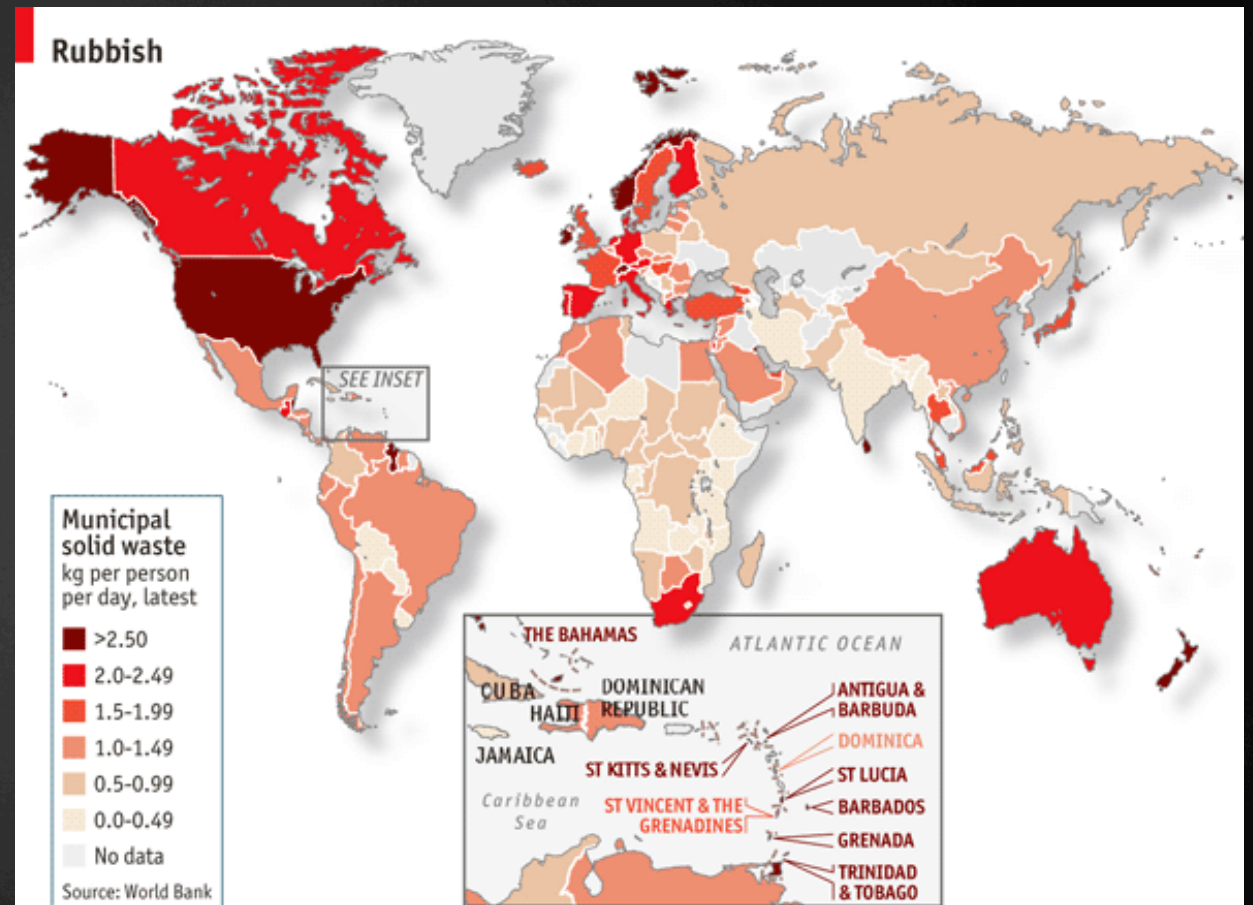 Rubbish
SEE INSET
Municipal
solid waste
kg per person
per day, latest
>2.50
2.0-2.49
1.5-1.99
1.0-1.49
0.5-0.99
0.0-0.49
No data
Source: World Bank
THE BAHAMAS
ATLANTIC OCEAN
CUBA
DOMINICAN
REPUBLIC
HAITI
JAMAICA
ANTIGUA &
BARBUDA
DOMINICA
ST KITTS & NEVIS
ST LUCIA
Caribbean
Sea
ST VINCENT & THE
GRENADINES
BARBADOS
GRENADA
TRINIDAD
& TOBAGO